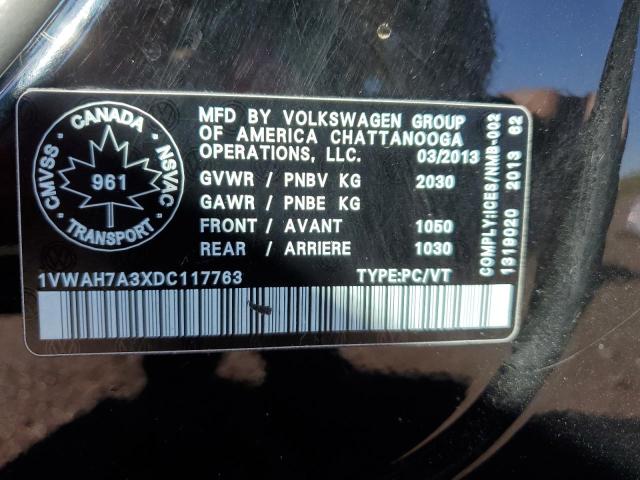 CANADA
CMVSS
NSVAC
961
TRANSPORT
MFD BY VOLKSWAGEN GROUP
OF AMERICA CHATTANOOGA
OPERATIONS, LLC. 03/2013
GVWR / PNBV KG 2030
GAWR / PNBE KG
FRONT / AVANT 1050
REAR / ARRIERE 1030
1VWAH7A3XDC117763 TYPE:PC/VT
COMPLY:ICES/NMB-002
1319020 2013 62